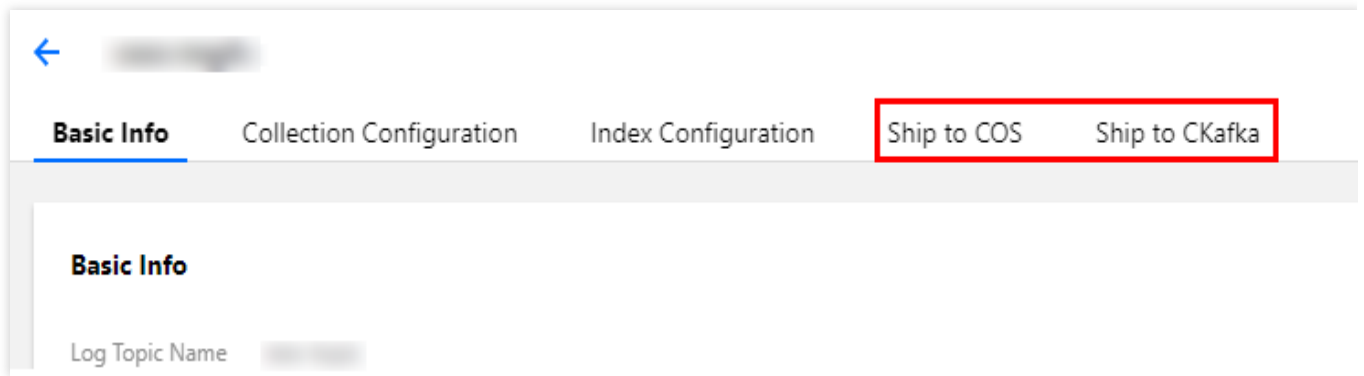 Basic Info Collection Configuration Index Configuration Ship to COS Ship to CKafka
Basic Info
Log Topic Name